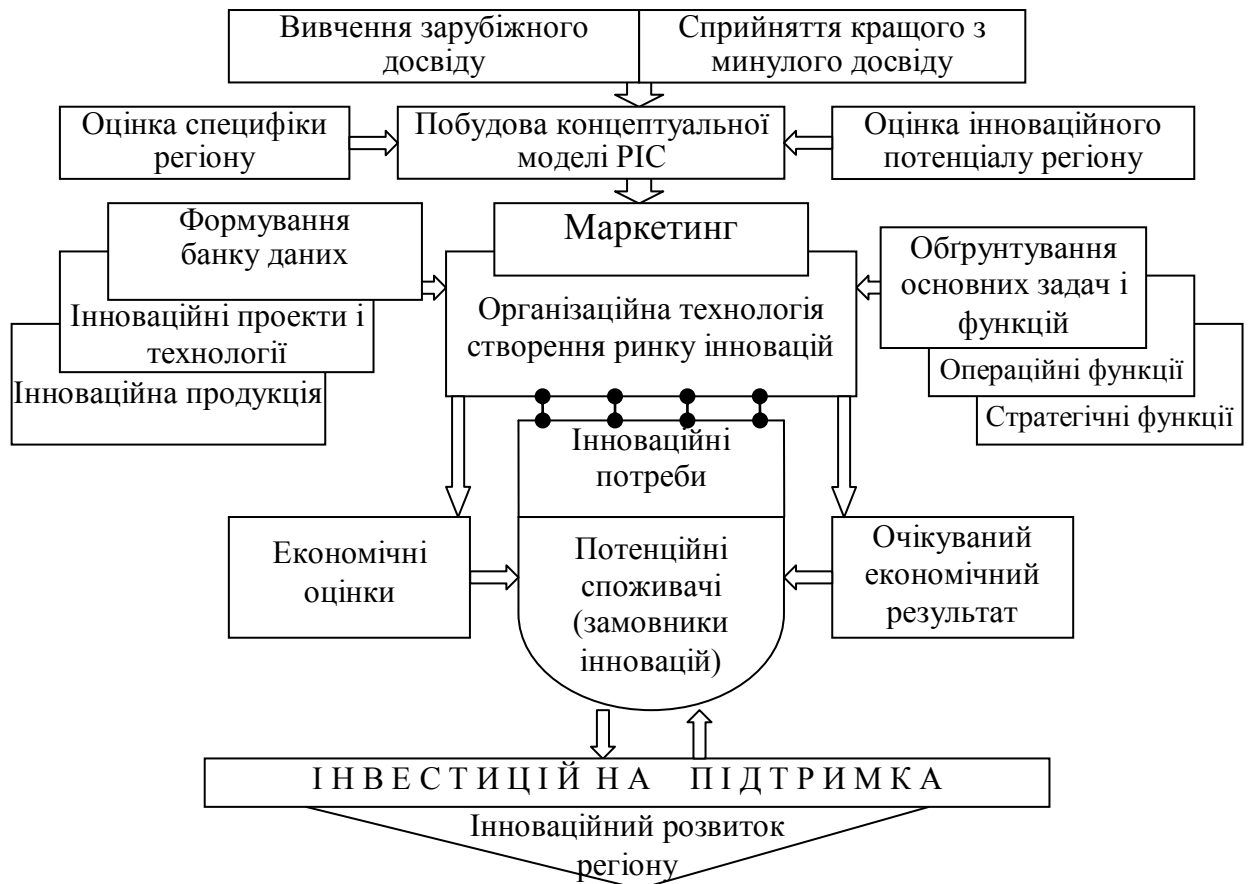 Вивчення зарубіжного
досвіду
Сприйняття кращого з
минулого досвіду
Оцінка специфіки
регіону
Побудова концептуальної
моделі РІС
Оцінка інноваційного
потенціалу регіону
Формування
банку даних
Інноваційні проекти і
технології
Інноваційна продукція
Маркетинг
Організаційна технологія
створення ринку інновацій
Обґрунтування
основних задач і
функцій
Операційні функції
Стратегічні функції
Інноваційні
потреби
Економічні
оцінки
Потенційні
споживачі
(замовники
інновацій)
Очікуваний
економічний
результат
ІНВЕСТИЦІЙНА ПІДТРИМКА
Інноваційний розвиток
регіону